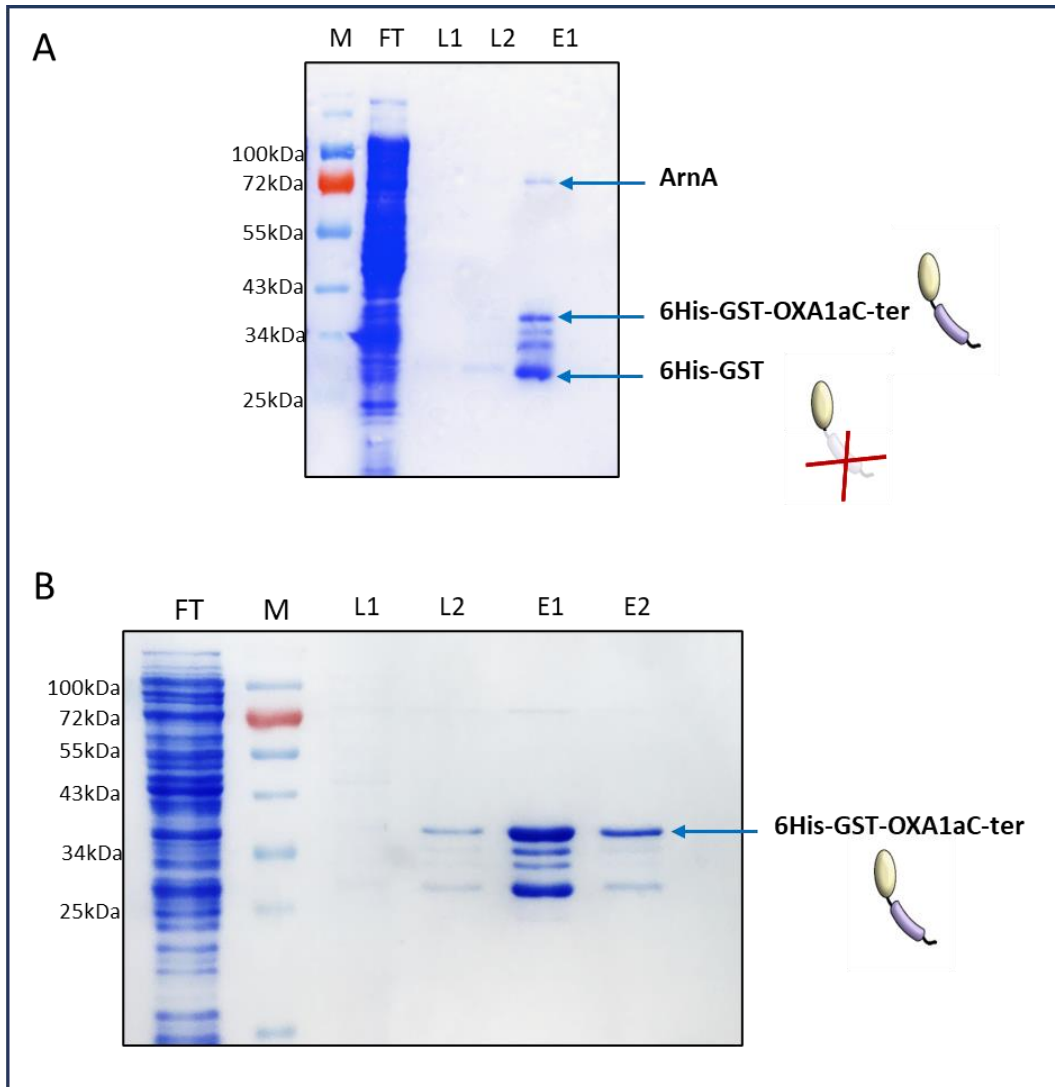 A
M FT L1 L2 E1
100kDa
72kDa
55kDa
43kDa
34kDa
25kDa
ArnA
6His-GST-OXA1aC-ter
6His-GST
B
FT M L1 L2 E1 E2
100kDa
72kDa
55kDa
43kDa
34kDa
25kDa
6His-GST-OXA1aC-ter